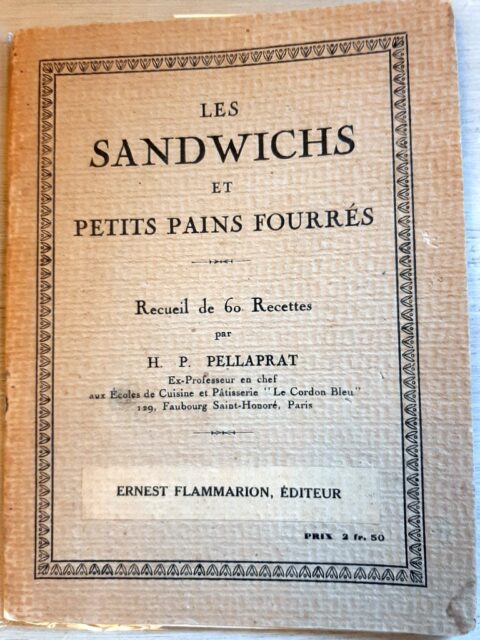 LES
SANDWICHS
ET
PETITS PAINS FOURRÉS
Recueil de 60 Recettes
par
H. P. PELLAPRAT
Ex-Professeur en chef
aux Écoles de Cuisine et Pâtisserie "Le Cordon Bleu"
129, Faubourg Saint-Honoré, Paris
ERNEST FLAMMARION, ÉDITEUR
PRIX 2 fr. 50